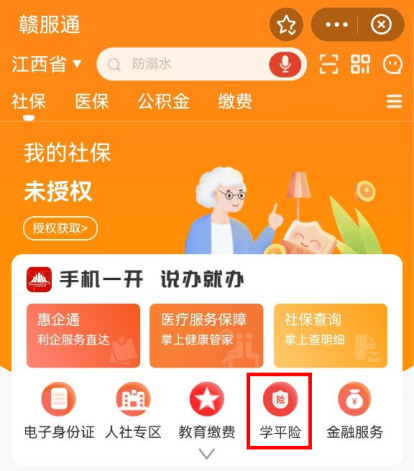 赣服通
江西省 防溺水
社保 医保 公积金 缴费
我的社保
未授权
授权获取>
手机一开 说办就办
惠企通 医疗服务保障 社保查询
利企服务直达 掌上健康管家 掌上查明细
险
电子身份证 人社专区 教育缴费 学平险 金融服务